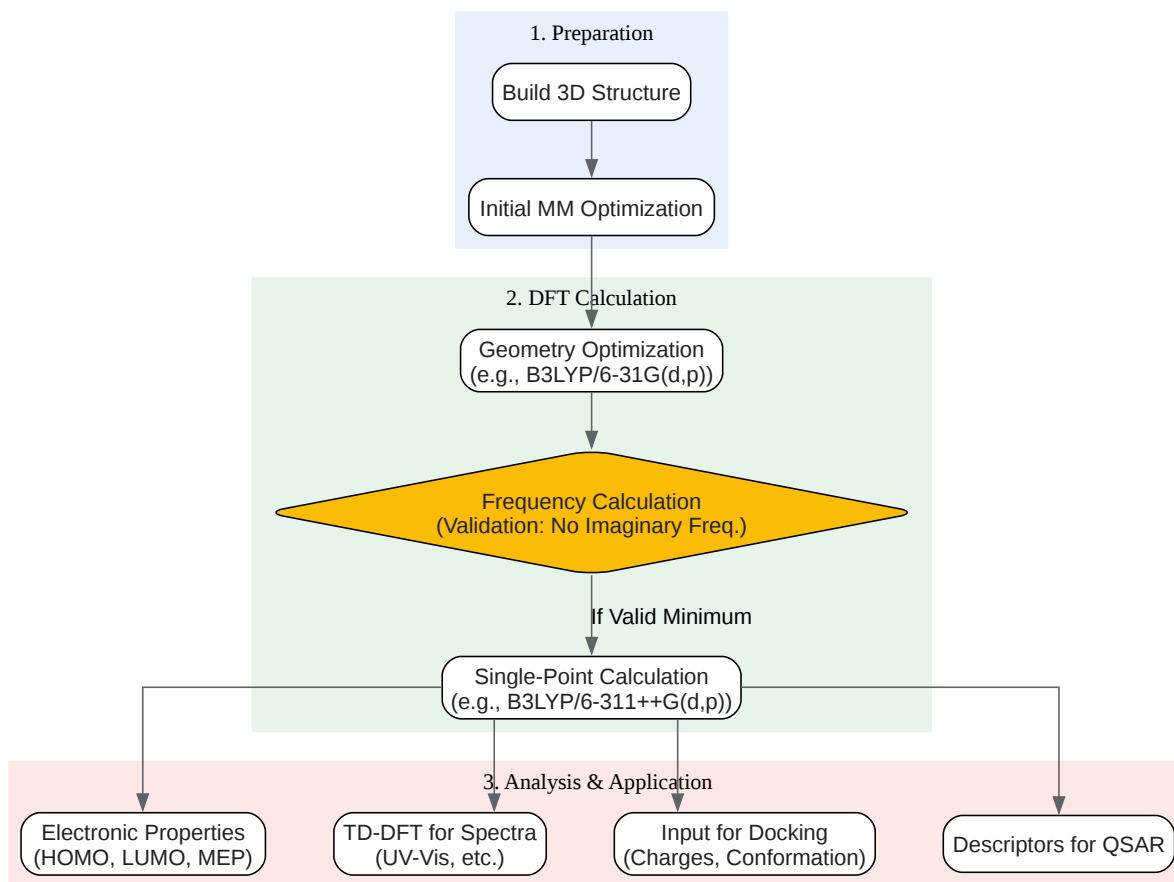 1. Preparation
Build 3D Structure
Initial MM Optimization
2. DFT Calculation
Geometry Optimization
(e.g., B3LYP/6-31G(d,p))
Frequency Calculation
(Validation: No Imaginary Freq.)
If Valid Minimum
Single-Point Calculation
(e.g., B3LYP/6-311++G(d,p))
3. Analysis & Application
Electronic Properties
(HOMO, LUMO, MEP)
TD-DFT for Spectra
(UV-Vis, etc.)
Input for Docking
(Charges, Conformation)
Descriptors for QSAR